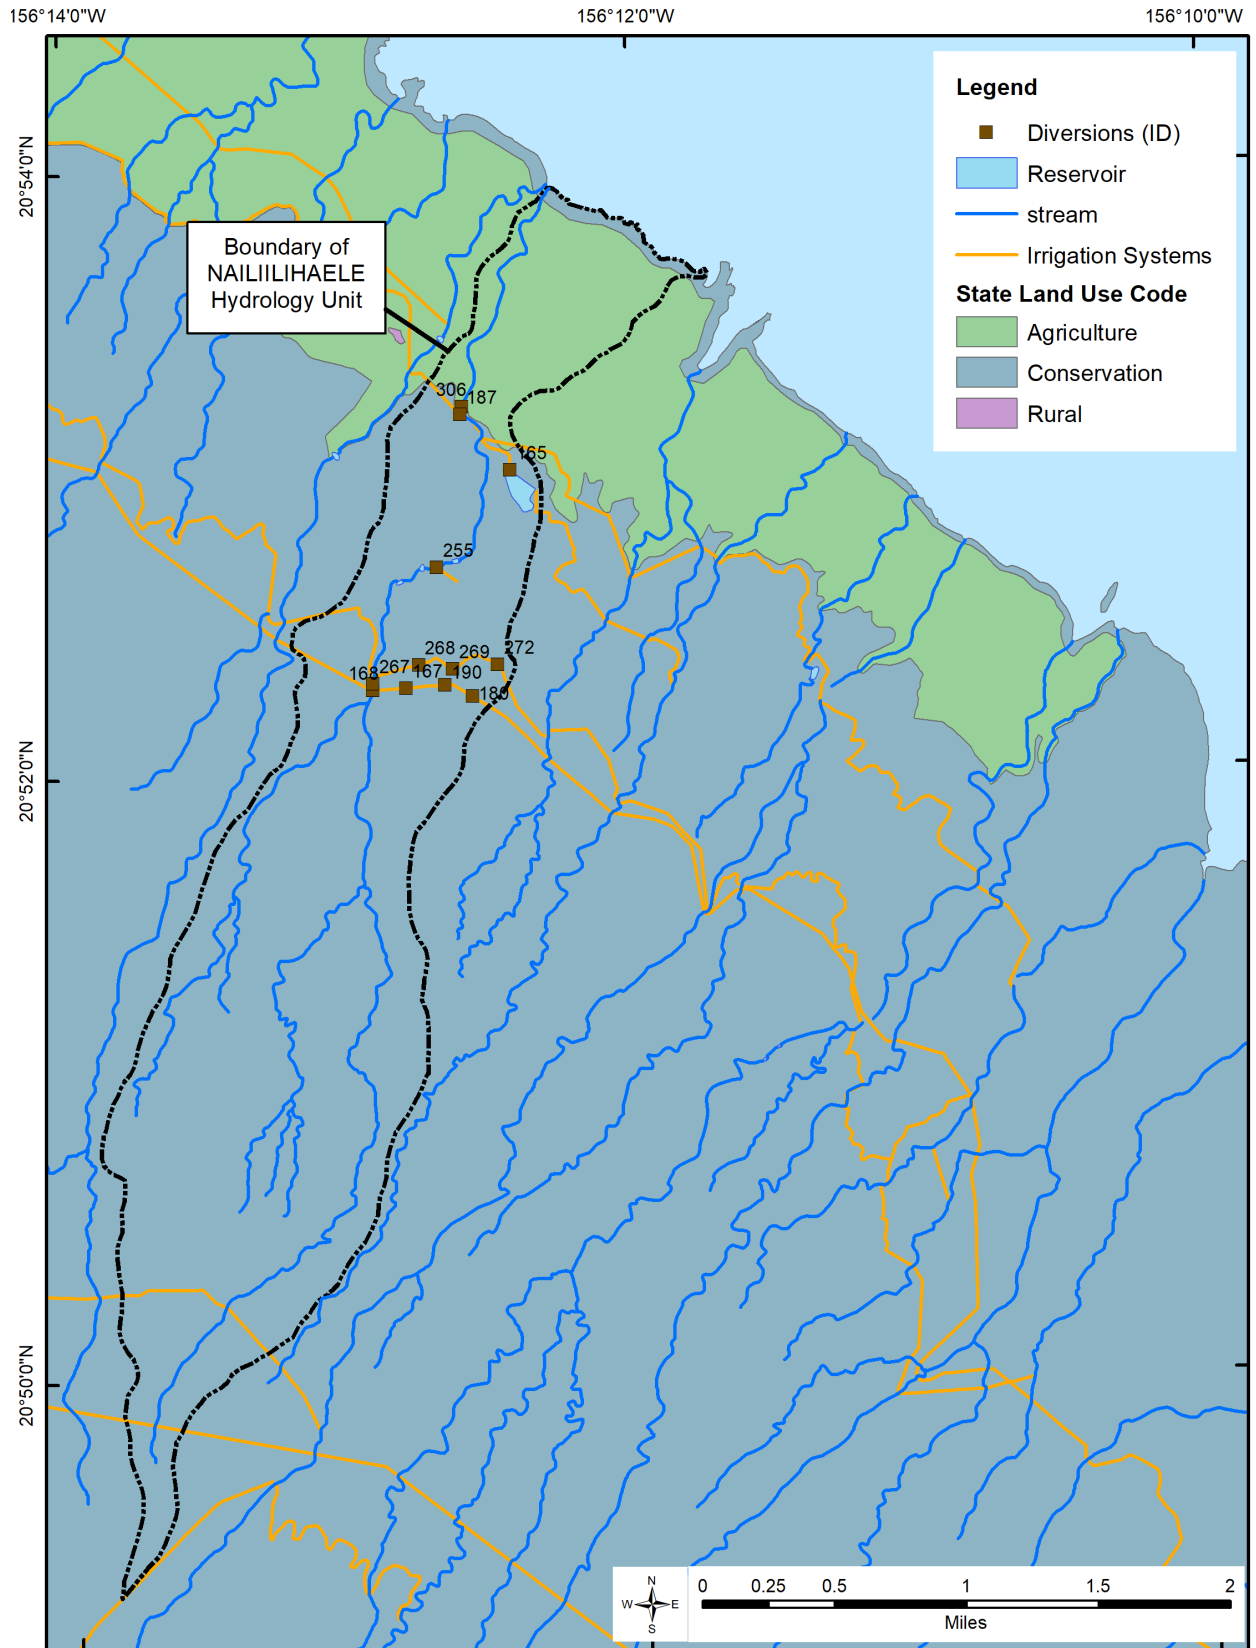 156°14'0"W
156°12'0"W
156°10'0"W
20°54'0"N
20°52'0"N
20°50'0"N
Legend
Diversions (ID)
Reservoir
stream
Irrigation Systems
State Land Use Code
Agriculture
Conservation
Rural
Boundary of
NAILIILIHAELE
Hydrology Unit
306
187
165
255
268
269
272
168
267
167
190
180
N
W
E
S
0
0.25
0.5
1
1.5
2
Miles